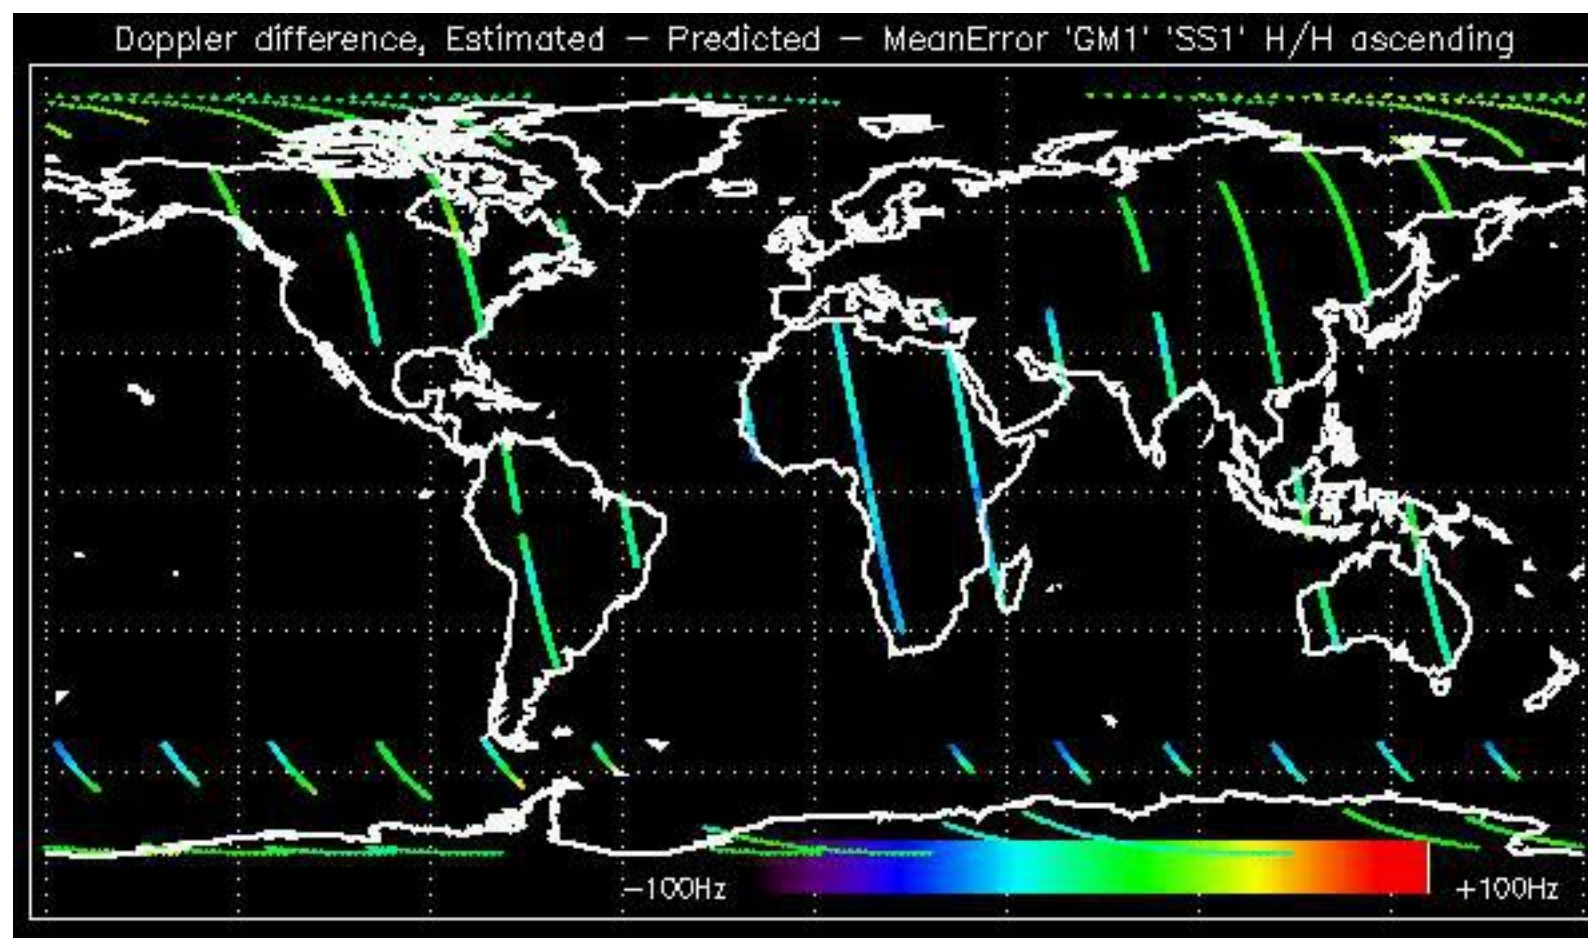 Doppler difference, Estimated – Predicted – MeanError 'GM1' 'SS1' H/H ascending
–100Hz
+100Hz